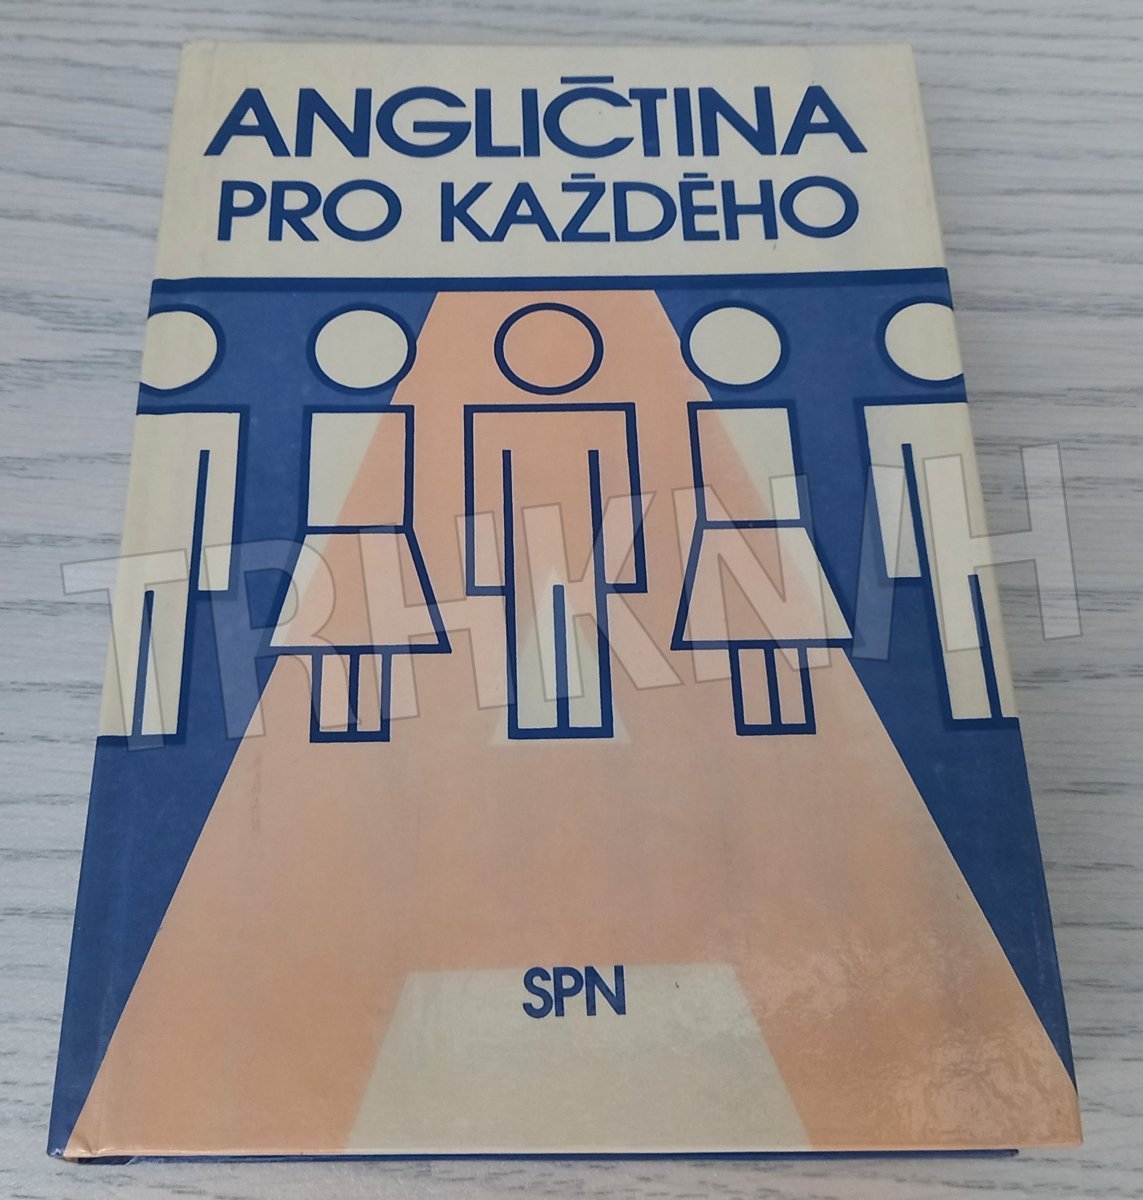 ANGLIČTINA
PRO KAŽDÉHO
TRHKNIH
SPN